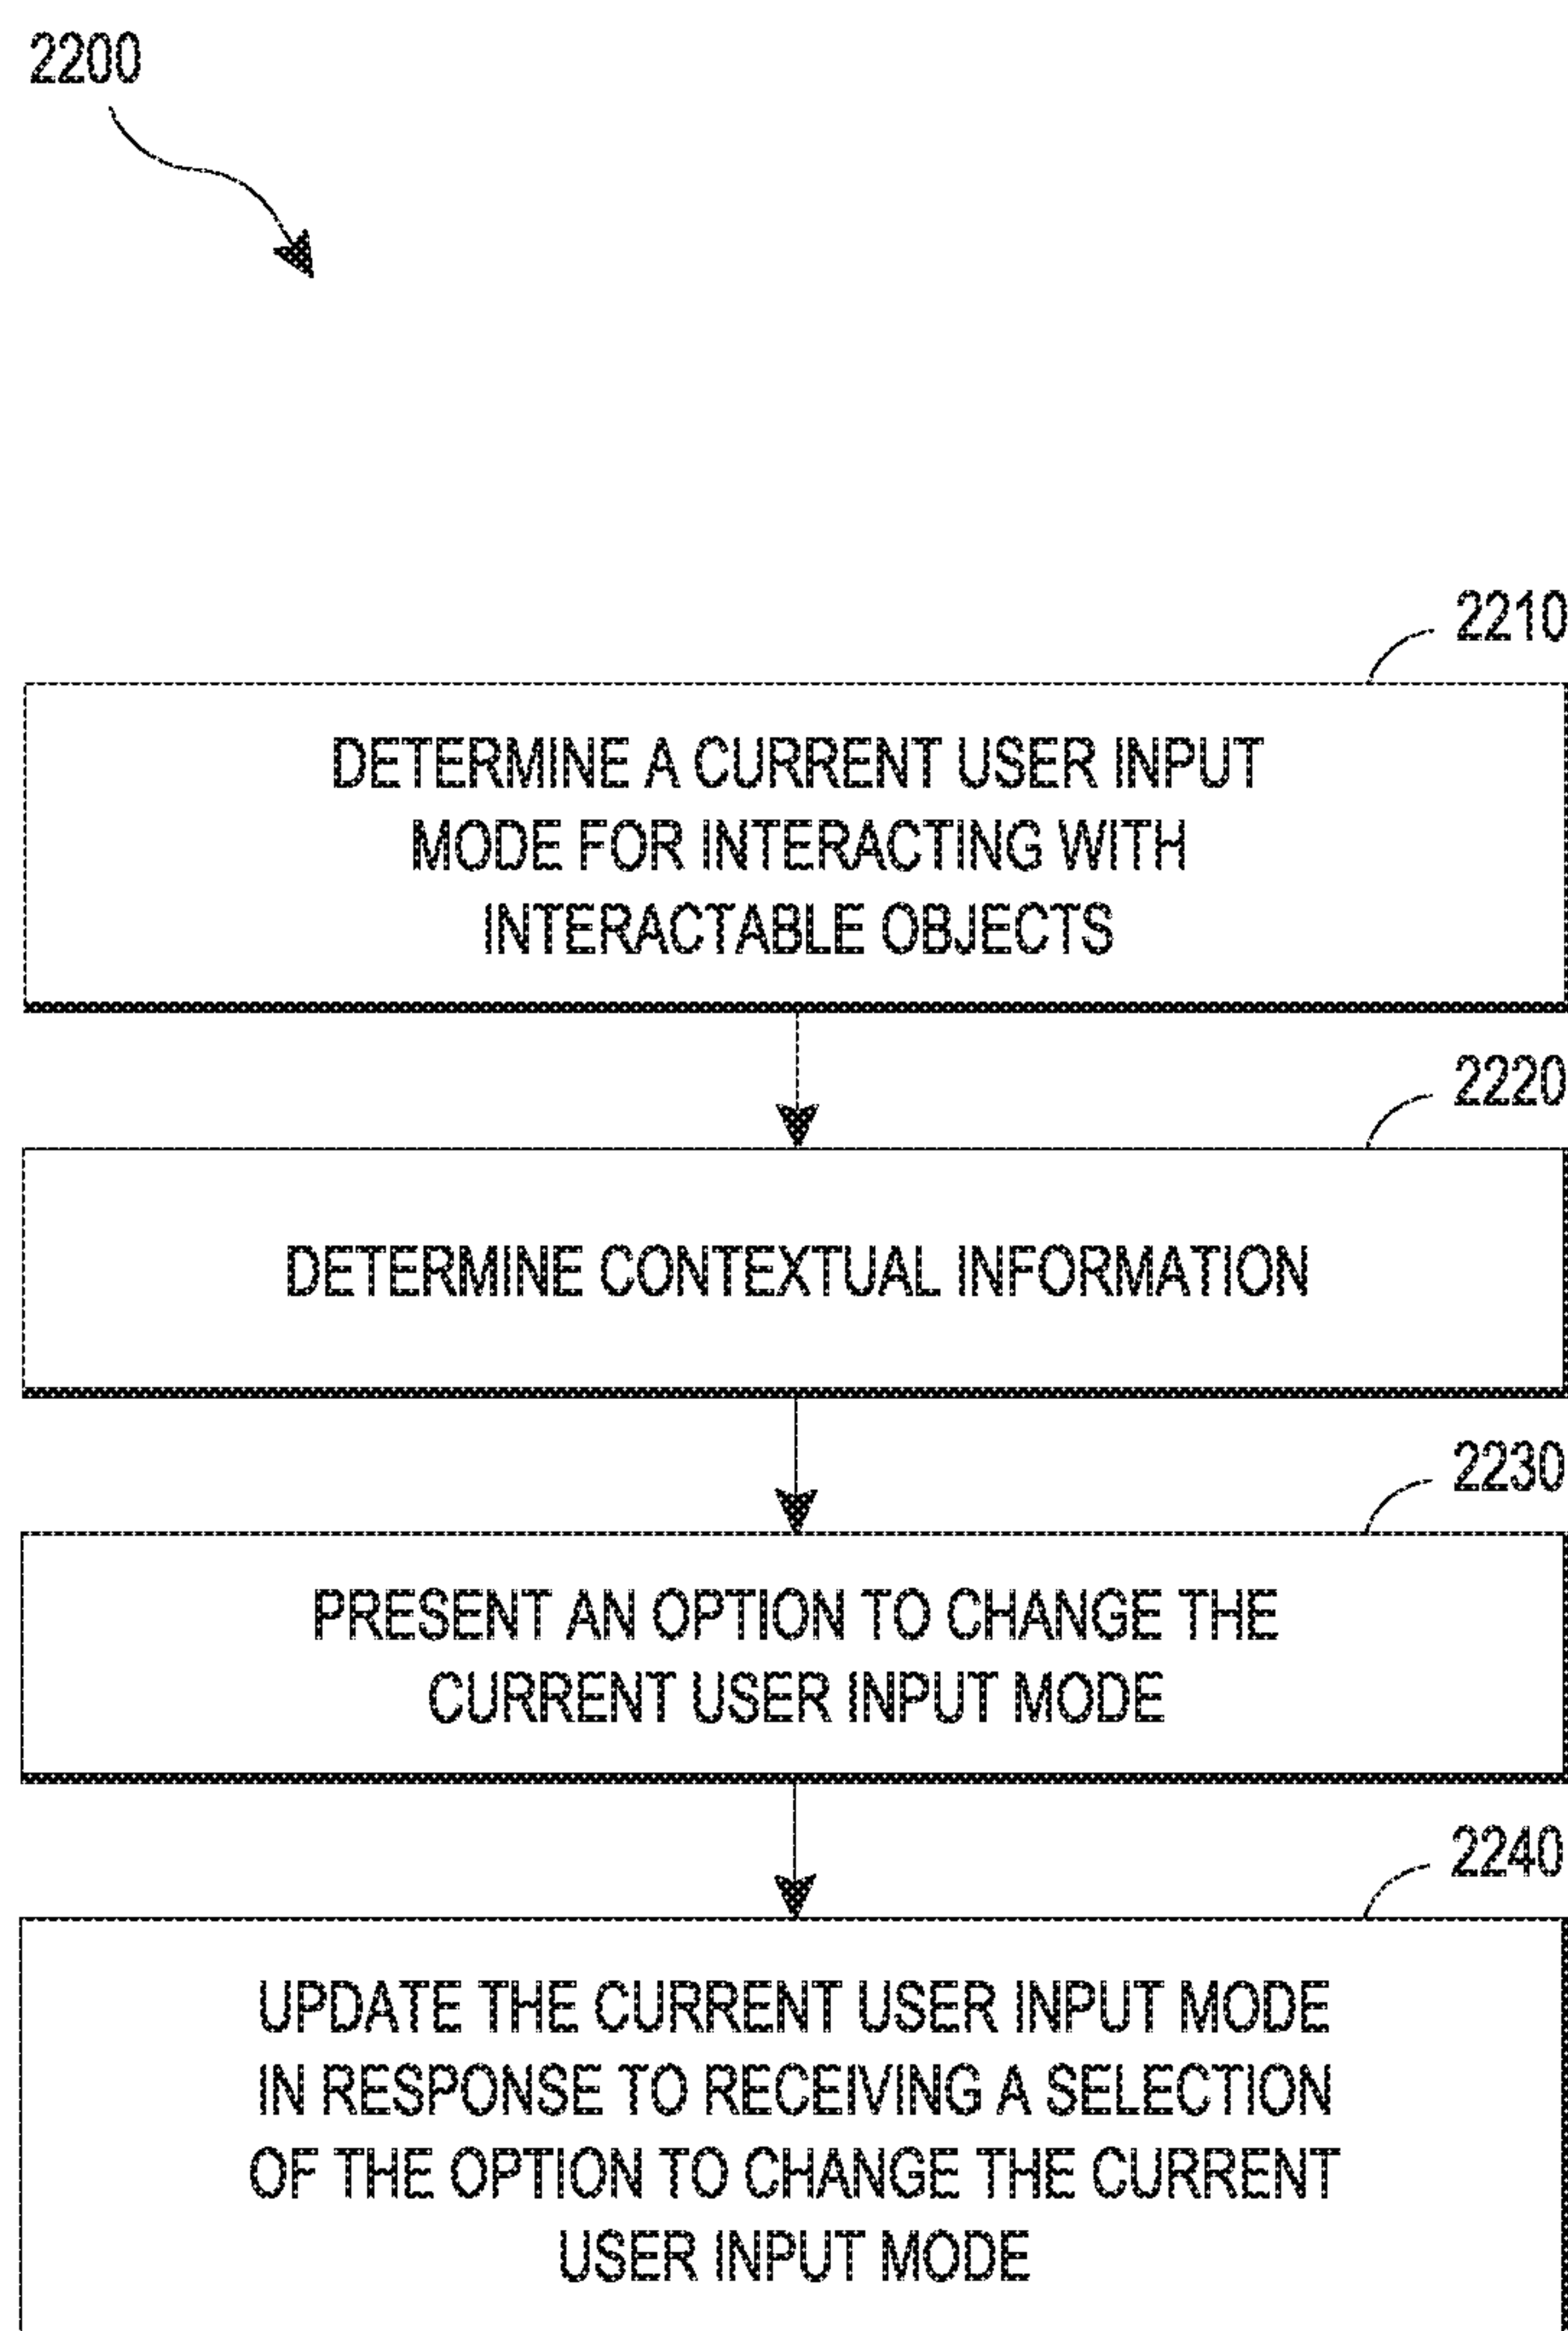 2200
2210
DETERMINE A CURRENT USER INPUT
MODE FOR INTERACTING WITH
INTERACTABLE OBJECTS
2220
DETERMINE CONTEXTUAL INFORMATION
2230
PRESENT AN OPTION TO CHANGE THE
CURRENT USER INPUT MODE
2240
UPDATE THE CURRENT USER INPUT MODE
IN RESPONSE TO RECEIVING A SELECTION
OF THE OPTION TO CHANGE THE CURRENT
USER INPUT MODE